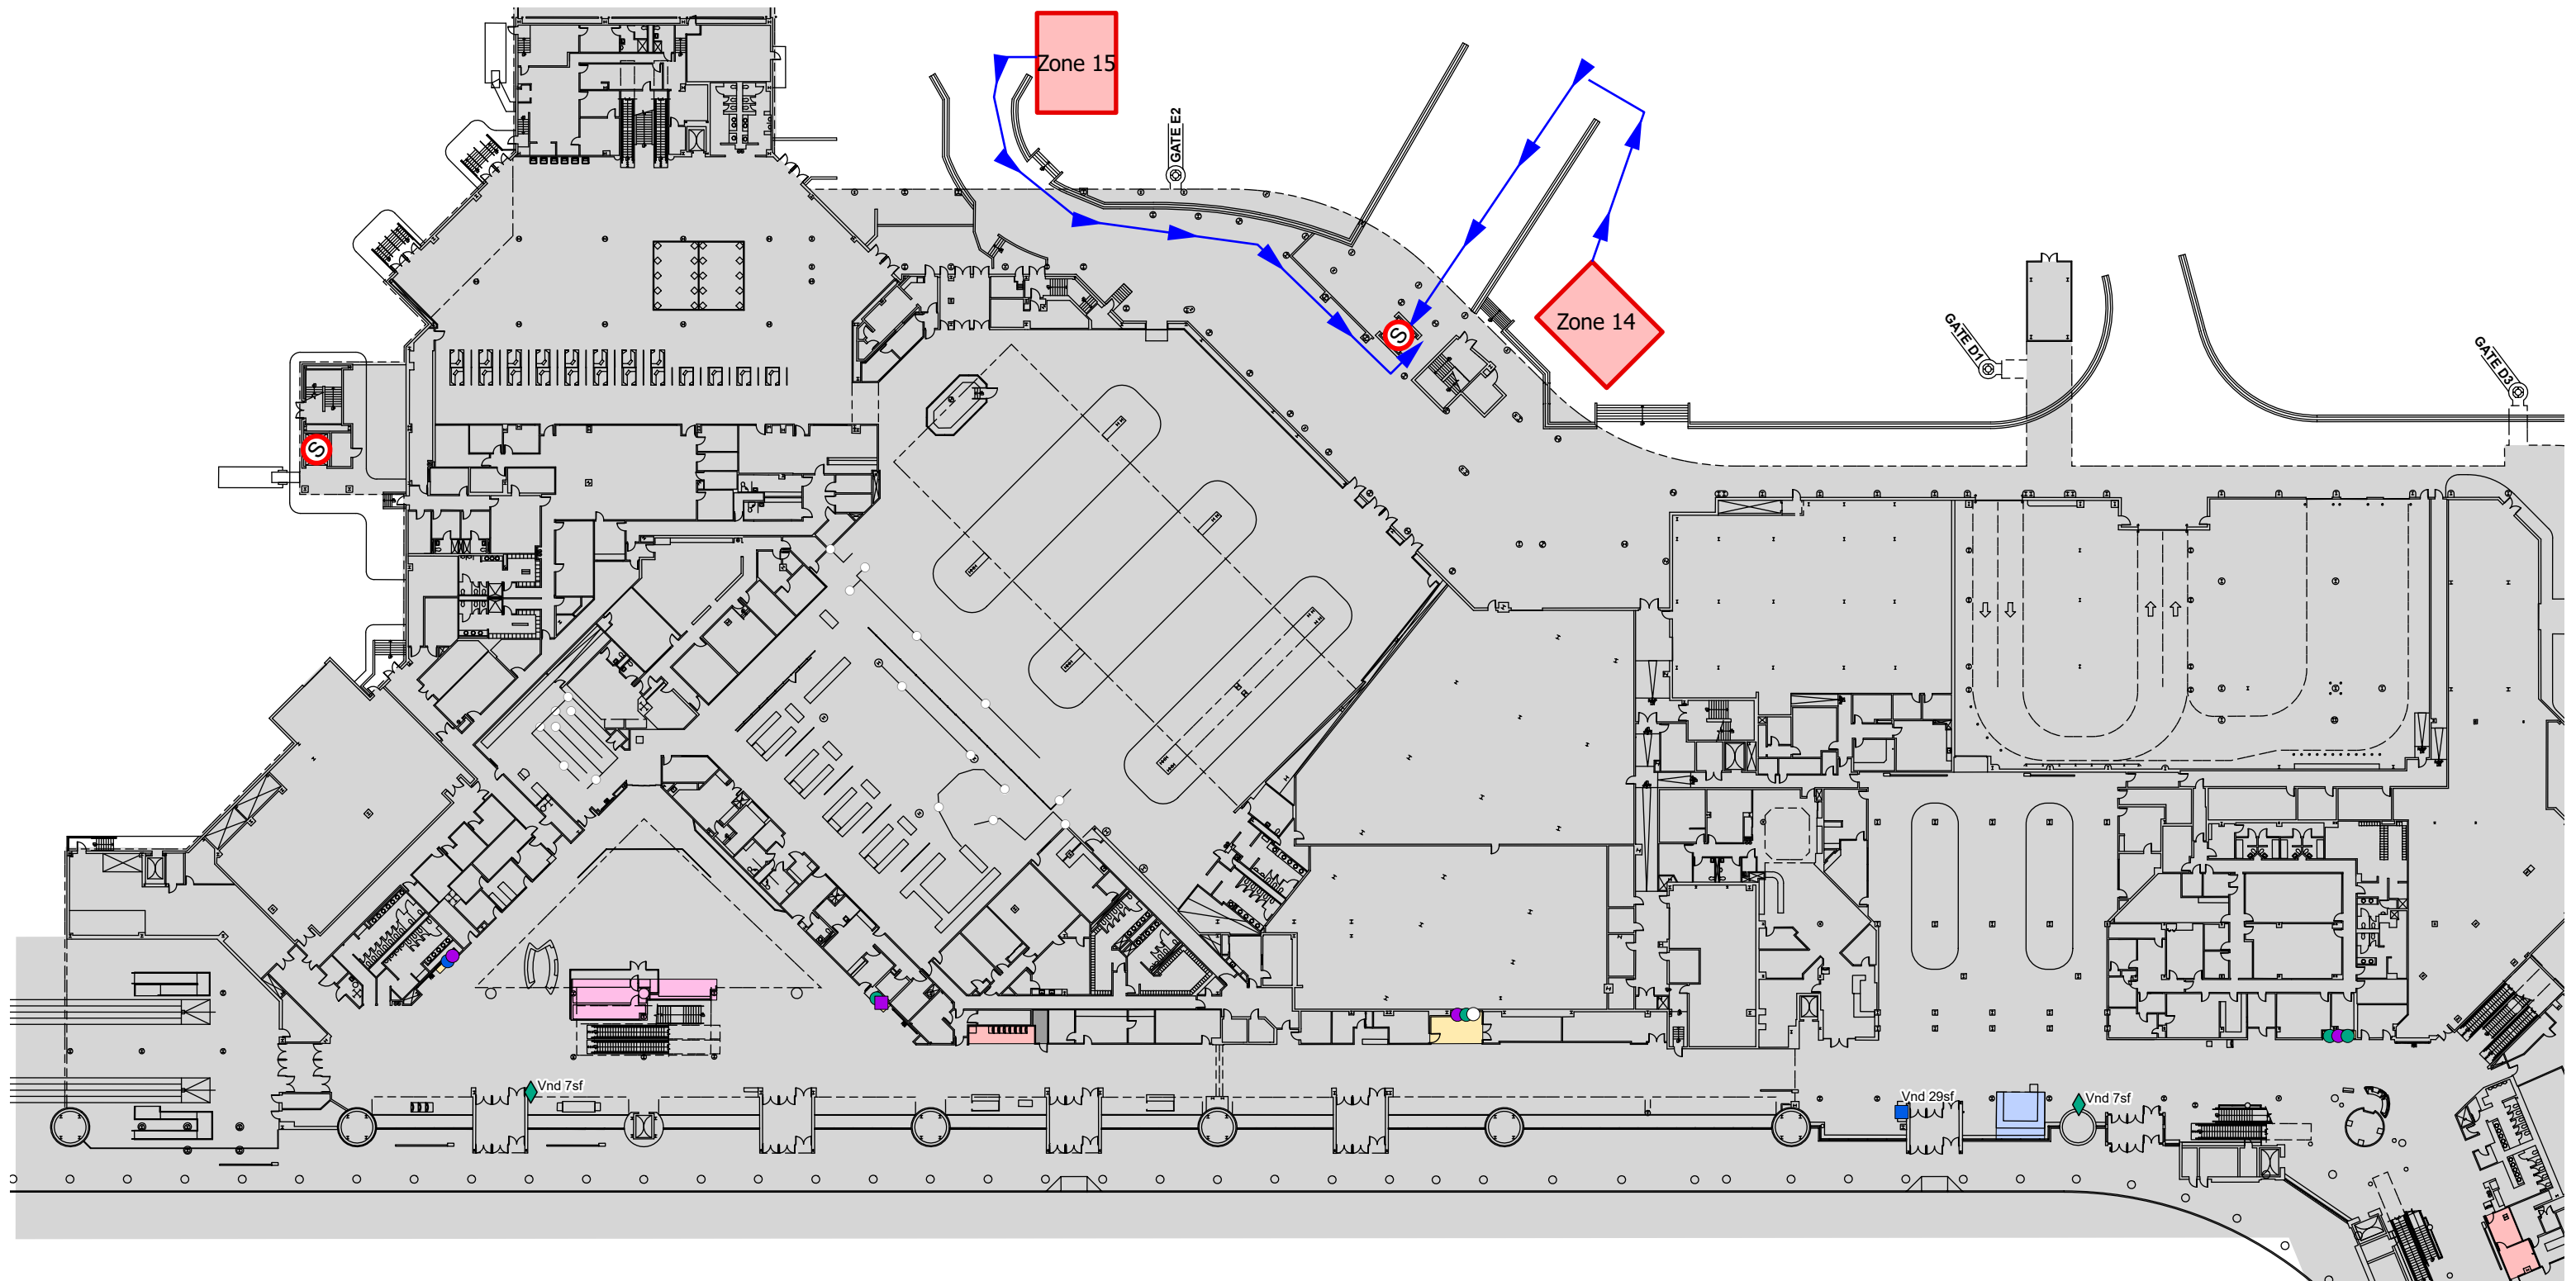 Zone 15
GATE E2
S
Zone 14
GATE D1
GATE D3
S
Vnd 7sf
Vnd 29sf
Vnd 7sf